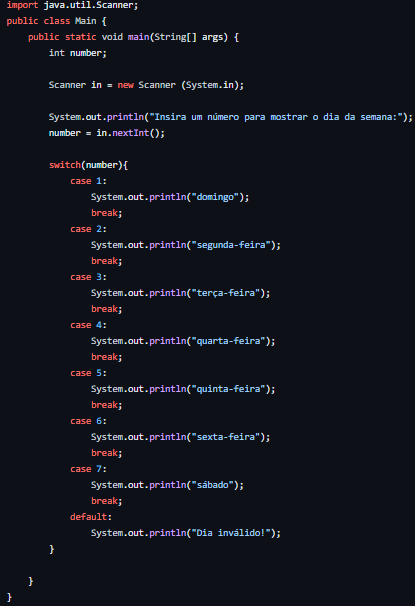 import java.util.Scanner;
public class Main {
    public static void main(String[] args) {
        int number;

        Scanner in = new Scanner (System.in);

        System.out.println("Insira um número para mostrar o dia da semana:");
        number = in.nextInt();

        switch(number){
            case 1:
                System.out.println("domingo");
                break;
            case 2:
                System.out.println("segunda-feira");
                break;
            case 3:
                System.out.println("terça-feira");
                break;
            case 4:
                System.out.println("quarta-feira");
                break;
            case 5:
                System.out.println("quinta-feira");
                break;
            case 6:
                System.out.println("sexta-feira");
                break;
            case 7:
                System.out.println("sábado");
                break;
            default:
                System.out.println("Dia inválido!");
        }

    }
}